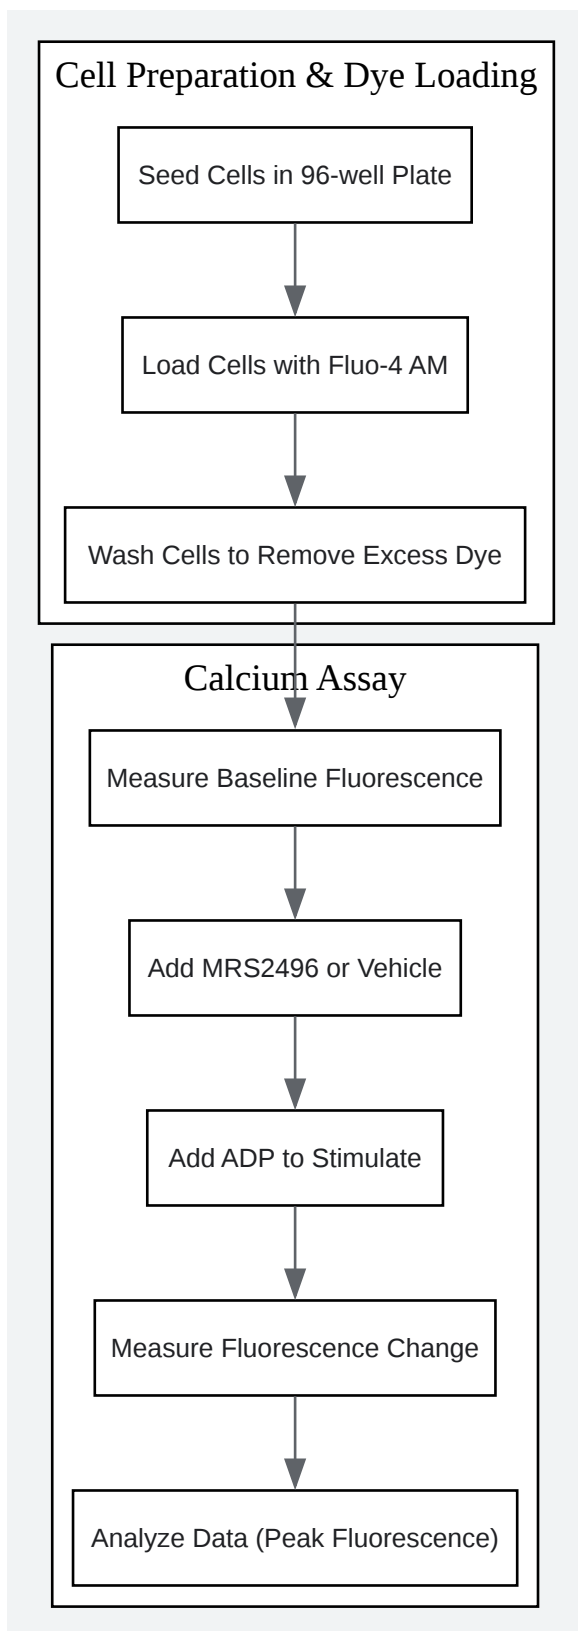 Cell Preparation & Dye Loading
Seed Cells in 96-well Plate
Load Cells with Fluo-4 AM
Wash Cells to Remove Excess Dye
Calcium Assay
Measure Baseline Fluorescence
Add MRS2496 or Vehicle
Add ADP to Stimulate
Measure Fluorescence Change
Analyze Data (Peak Fluorescence)